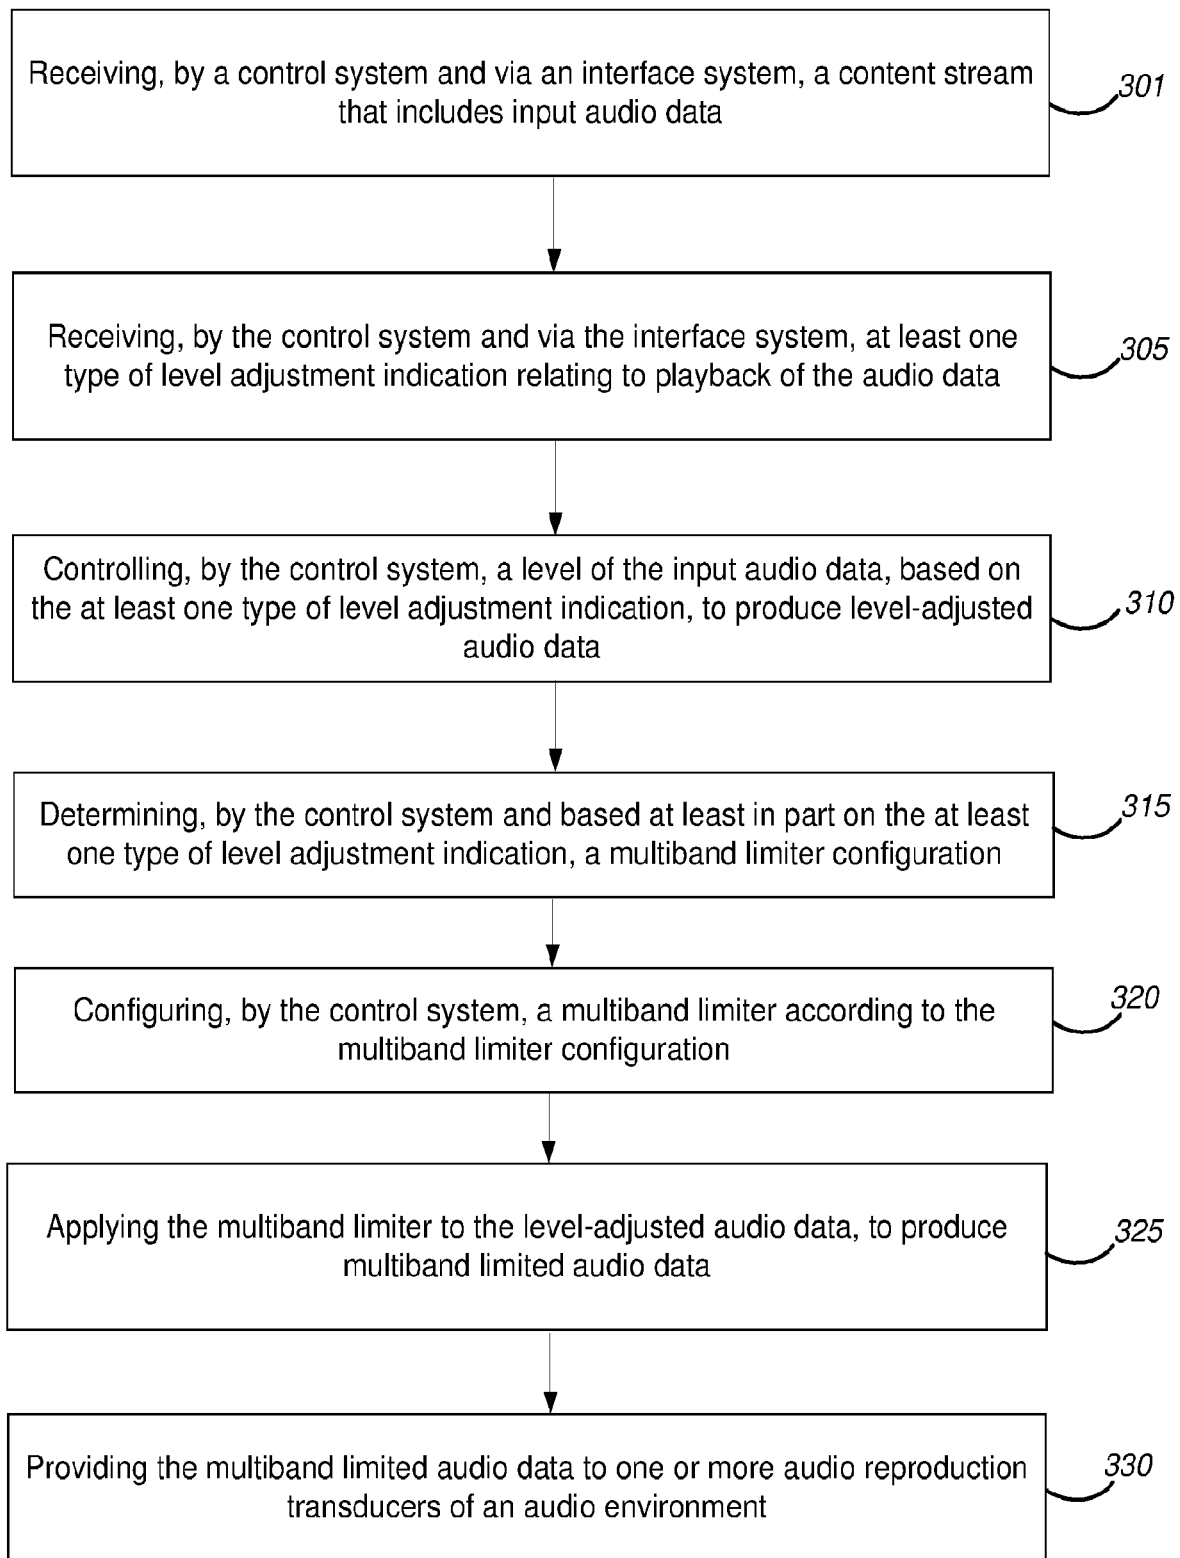 Receiving, by a control system and via an interface system, a content stream
that includes input audio data
301
Receiving, by the control system and via the interface system, at least one
type of level adjustment indication relating to playback of the audio data
305
Controlling, by the control system, a level of the input audio data, based on
the at least one type of level adjustment indication, to produce level-adjusted
audio data
310
Determining, by the control system and based at least in part on the at least
one type of level adjustment indication, a multiband limiter configuration
315
Configuring, by the control system, a multiband limiter according to the
multiband limiter configuration
320
Applying the multiband limiter to the level-adjusted audio data, to produce
multiband limited audio data
325
Providing the multiband limited audio data to one or more audio reproduction
transducers of an audio environment
330